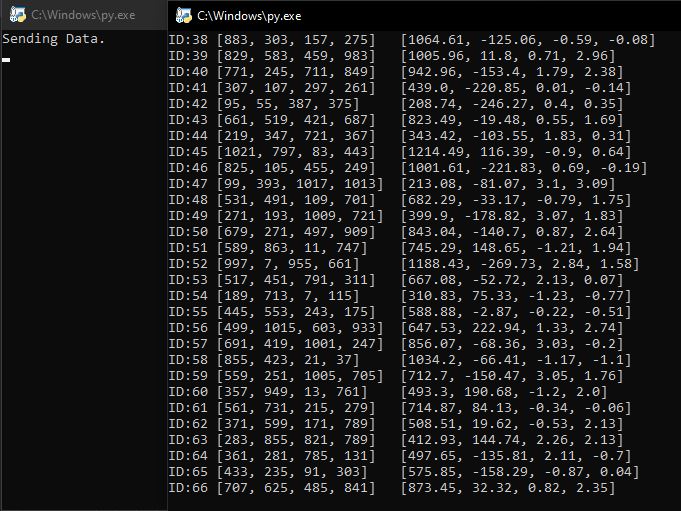 C:\Windows\py.exe
Sending Data.
C:\Windows\py.exe
ID:38 [883, 303, 157, 275] [1064.61, -125.06, -0.59, -0.08]
ID:39 [829, 583, 459, 983] [1005.96, 11.8, 0.71, 2.96]
ID:40 [771, 245, 711, 849] [942.96, -153.4, 1.79, 2.38]
ID:41 [307, 107, 297, 261] [439.0, -220.85, 0.01, -0.14]
ID:42 [95, 55, 387, 375] [208.74, -246.27, 0.4, 0.35]
ID:43 [661, 519, 421, 687] [823.49, -19.48, 0.55, 1.69]
ID:44 [219, 347, 721, 367] [343.42, -103.55, 1.83, 0.31]
ID:45 [1021, 797, 83, 443] [1214.49, 116.39, -0.9, 0.64]
ID:46 [825, 105, 455, 249] [1001.61, -221.83, 0.69, -0.19]
ID:47 [99, 393, 1017, 1013] [213.08, -81.07, 3.1, 3.09]
ID:48 [531, 491, 109, 701] [682.29, -33.17, -0.79, 1.75]
ID:49 [271, 193, 1009, 721] [399.9, -178.82, 3.07, 1.83]
ID:50 [679, 271, 497, 909] [843.04, -140.7, 0.87, 2.64]
ID:51 [589, 863, 11, 747] [745.29, 148.65, -1.21, 1.94]
ID:52 [997, 7, 955, 661] [1188.43, -269.73, 2.84, 1.58]
ID:53 [517, 451, 791, 311] [667.08, -52.72, 2.13, 0.07]
ID:54 [189, 713, 7, 115] [310.83, 75.33, -1.23, -0.77]
ID:55 [445, 553, 243, 175] [588.88, -2.87, -0.22, -0.51]
ID:56 [499, 1015, 603, 933] [647.53, 222.94, 1.33, 2.74]
ID:57 [691, 419, 1001, 247] [856.07, -68.36, 3.03, -0.2]
ID:58 [855, 423, 21, 37] [1034.2, -66.41, -1.17, -1.1]
ID:59 [559, 251, 1005, 705] [712.7, -150.47, 3.05, 1.76]
ID:60 [357, 949, 13, 761] [493.3, 190.68, -1.2, 2.0]
ID:61 [561, 731, 215, 279] [714.87, 84.13, -0.34, -0.06]
ID:62 [371, 599, 171, 789] [508.51, 19.62, -0.53, 2.13]
ID:63 [283, 855, 821, 789] [412.93, 144.74, 2.26, 2.13]
ID:64 [361, 281, 785, 131] [497.65, -135.81, 2.11, -0.7]
ID:65 [433, 235, 91, 303] [575.85, -158.29, -0.87, 0.04]
ID:66 [707, 625, 485, 841] [873.45, 32.32, 0.82, 2.35]